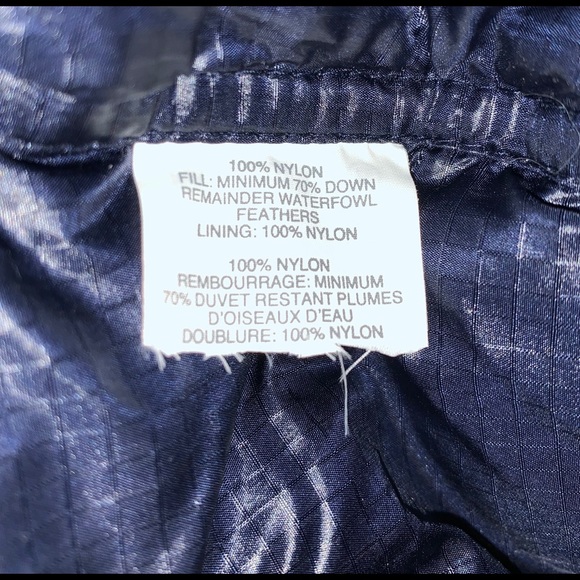 100% NYLON
FILL: MINIMUM 70% DOWN
REMAINDER WATERFOWL
FEATHERS
LINING: 100% NYLON
100% NYLON
REMBOURRAGE: MINIMUM
70% DUVET RESTANT PLUMES
D'OISEAUX D'EAU
DOUBLURE: 100% NYLON